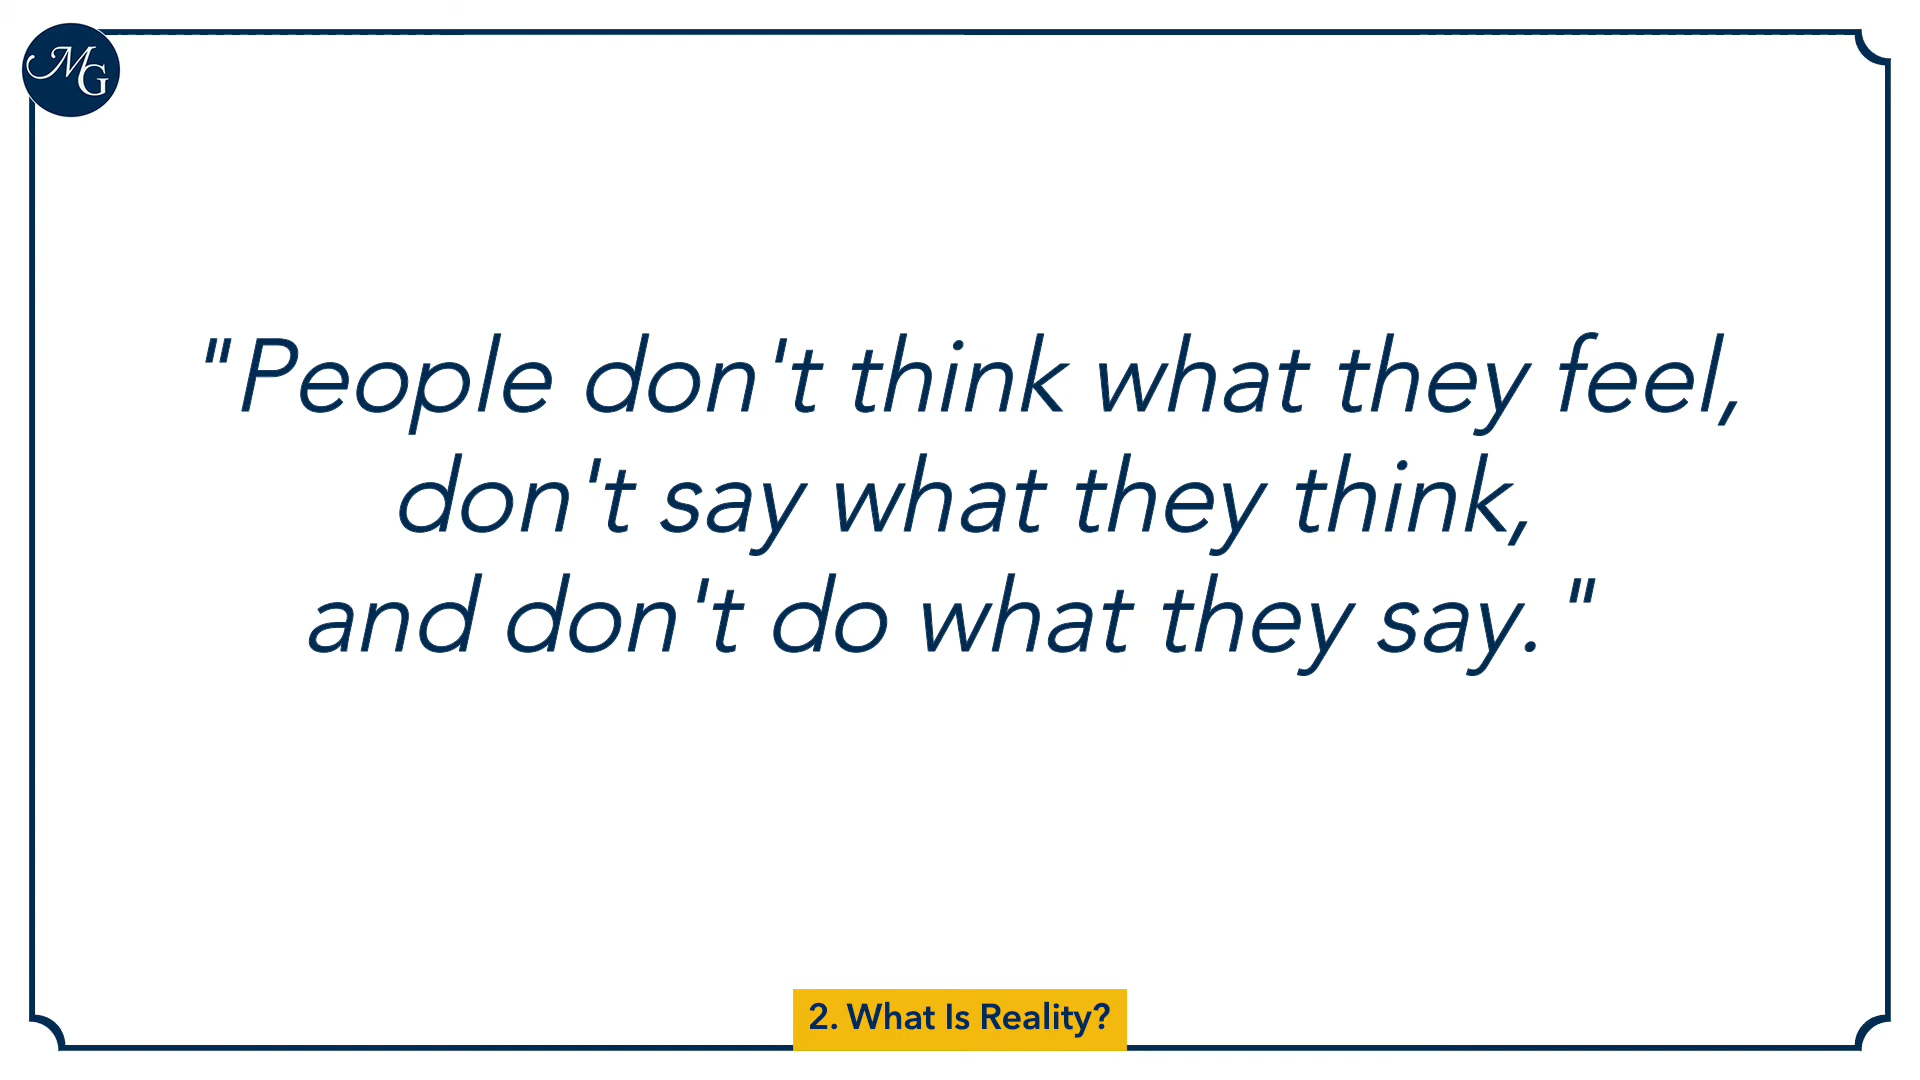 MG
"People don't think what they feel,
don't say what they think,
and don't do what they say."
2. What Is Reality?